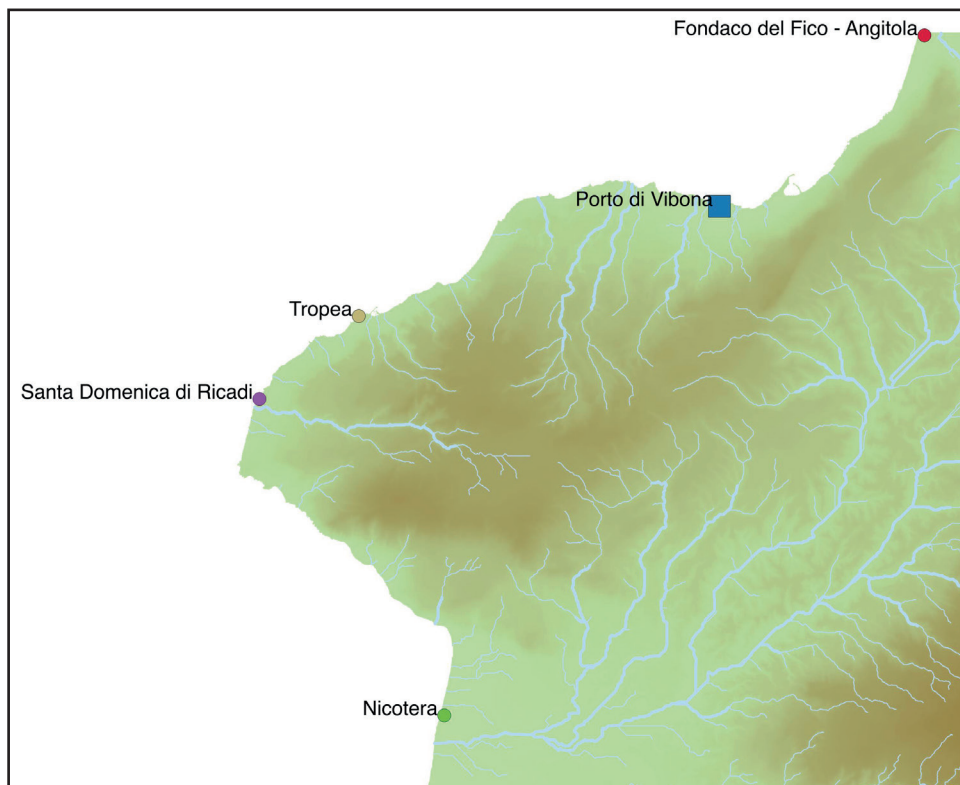 Fondaco del Fico - Angitola
Porto di Vibona
Tropea
Santa Domenica di Ricadi
Nicotera